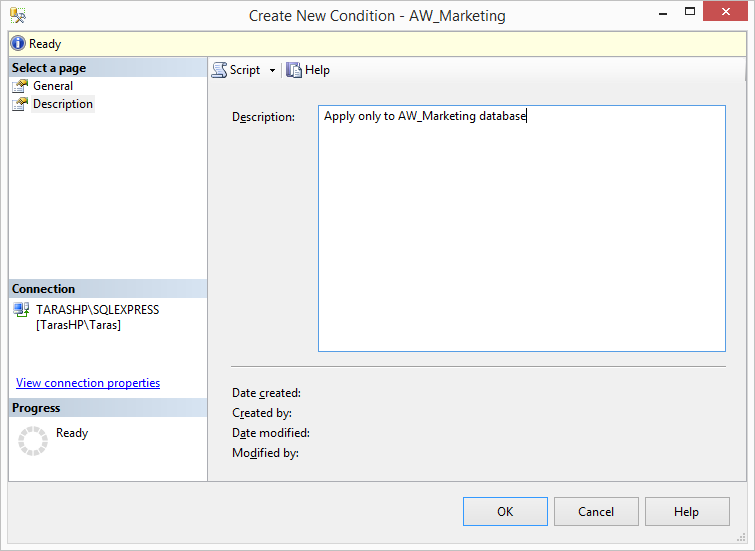 Create New Condition - AW_Marketing
Ready
Select a page
General
Description
Script
Help
Description:
Apply only to AW_Marketing database
Connection
TARASHP\SQLEXPRESS
[TarasHP\Taras]
View connection properties
Progress
Ready
Date created:
Created by:
Date modified:
Modified by:
OK
Cancel
Help